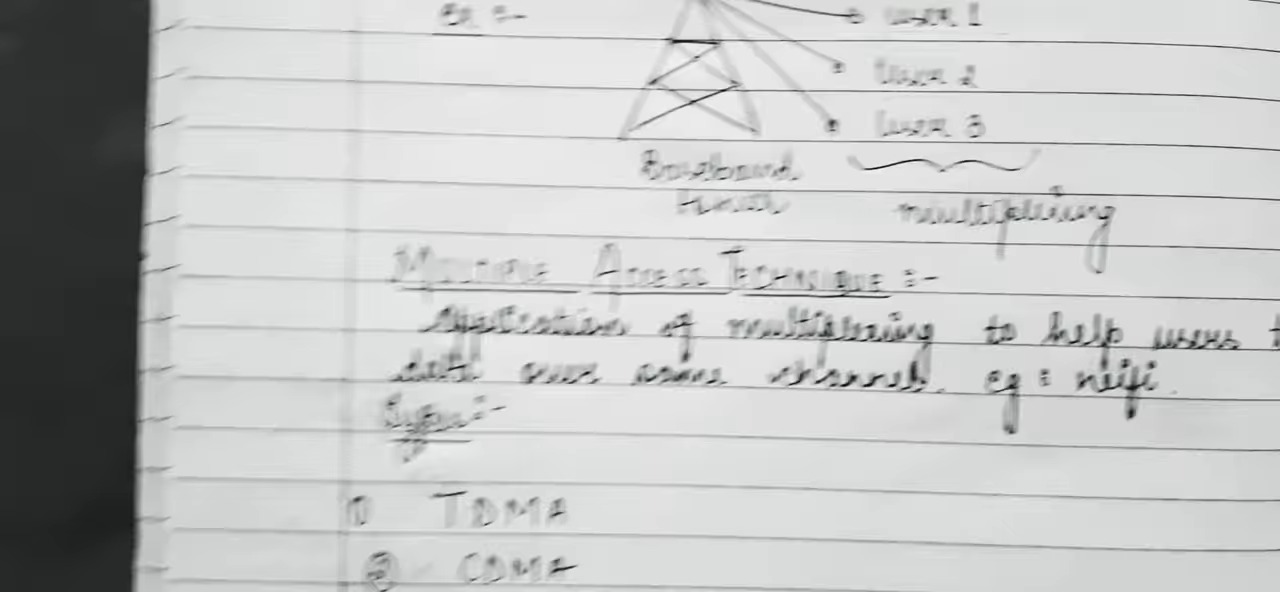 Ex :-
User 1
User 2
User 3
Baseband
multiplexing
MULTIPLE ACCESS TECHNIQUE :-
Application of multiplexing to help users
data over same channel. eg :
Types :-
① TDMA
② CDMA